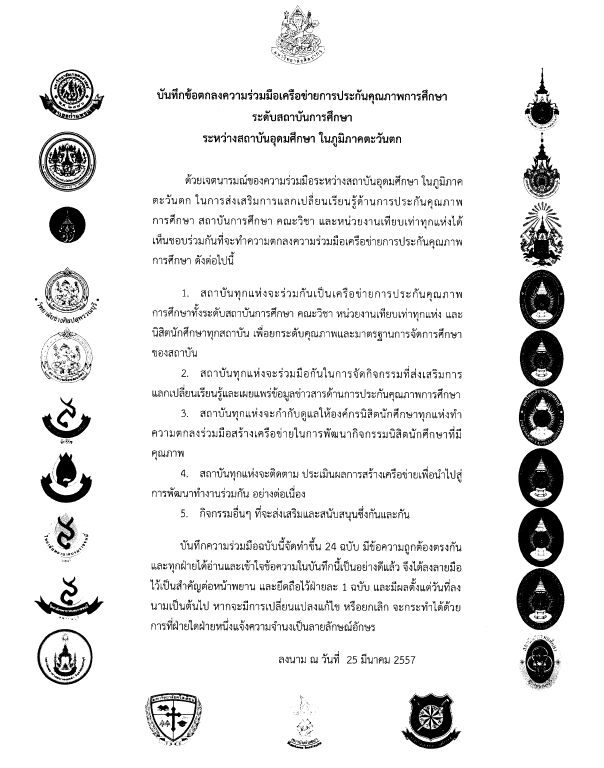 มหาวิทยาลัยศิลปากร
บันทึกข้อตกลงความร่วมมือเครือข่ายการประกันคุณภาพการศึกษา
ระดับสถาบันการศึกษา
ระหว่างสถาบันอุดมศึกษา ในภูมิภาคตะวันตก
ด้วยเจตนารมณ์ของความร่วมมือระหว่างสถาบันอุดมศึกษา ในภูมิภาค
ตะวันตก ในการส่งเสริมการแลกเปลี่ยนเรียนรู้ด้านการประกันคุณภาพ
การศึกษา สถาบันการศึกษา คณะวิชา และหน่วยงานเทียบเท่าทุกแห่งได้
เห็นชอบร่วมกันที่จะทำความตกลงความร่วมมือเครือข่ายการประกันคุณภาพ
การศึกษา ดังต่อไปนี้
1. สถาบันทุกแห่งจะร่วมกันเป็นเครือข่ายการประกันคุณภาพ
การศึกษาทั้งระดับสถาบันการศึกษา คณะวิชา หน่วยงานเทียบเท่าทุกแห่ง และ
นิสิตนักศึกษาทุกสถาบัน เพื่อยกระดับคุณภาพและมาตรฐานการจัดการศึกษา
ของสถาบัน
2. สถาบันทุกแห่งจะร่วมมือกันในการจัดกิจกรรมที่ส่งเสริมการ
แลกเปลี่ยนเรียนรู้และเผยแพร่ข้อมูลข่าวสารด้านการประกันคุณภาพการศึกษา
3. สถาบันทุกแห่งจะกำกับดูแลให้องค์กรนิสิตนักศึกษาทุกแห่งทำ
ความตกลงร่วมมือสร้างเครือข่ายในการพัฒนากิจกรรมนิสิตนักศึกษาที่มี
คุณภาพ
4. สถาบันทุกแห่งจะติดตาม ประเมินผลการสร้างเครือข่ายเพื่อนำไปสู่
การพัฒนาทำงานร่วมกัน อย่างต่อเนื่อง
5. กิจกรรมอื่นๆ ที่จะส่งเสริมและสนับสนุนซึ่งกันและกัน
บันทึกความร่วมมือฉบับนี้จัดทำขึ้น 24 ฉบับ มีข้อความถูกต้องตรงกัน
และทุกฝ่ายได้อ่านและเข้าใจข้อความในบันทึกนี้เป็นอย่างดีแล้ว จึงได้ลงลายมือ
ไว้เป็นสำคัญต่อหน้าพยาน และยึดถือไว้ฝ่ายละ 1 ฉบับ และมีผลตั้งแต่วันที่ลง
นามเป็นต้นไป หากจะมีการเปลี่ยนแปลงแก้ไข หรือยกเลิก จะกระทำได้ด้วย
การที่ฝ่ายใดฝ่ายหนึ่งแจ้งความจำนงเป็นลายลักษณ์อักษร
ลงนาม ณ วันที่ 25 มีนาคม 2557